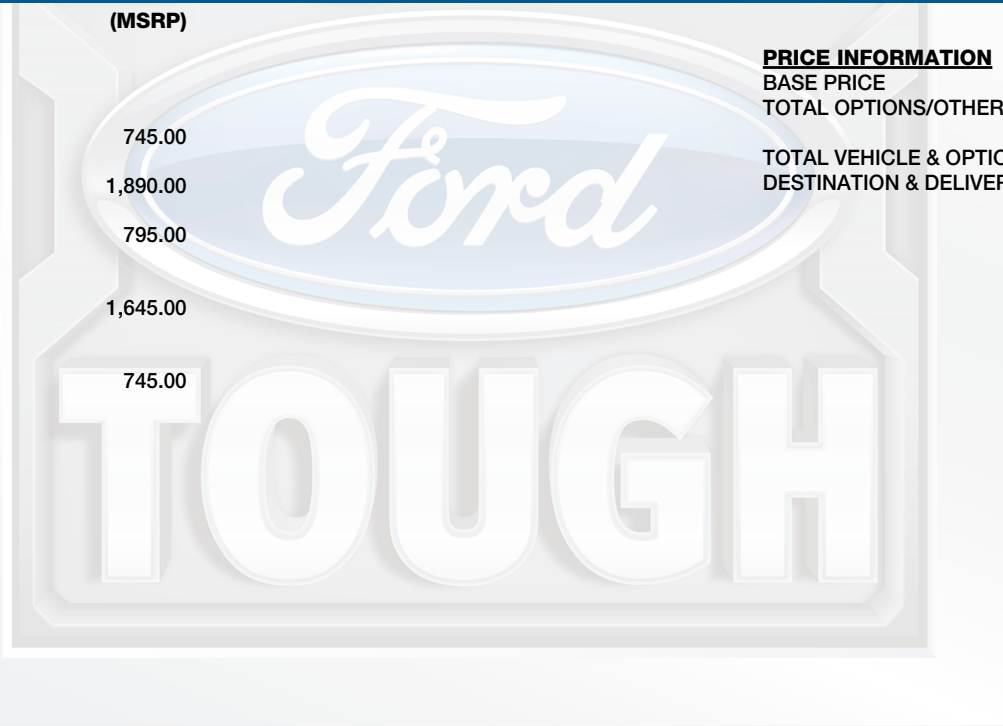 (MSRP)
745.00
1,890.00
795.00
1,645.00
745.00
PRICE INFORMATION
BASE PRICE
TOTAL OPTIONS/OTHER
TOTAL VEHICLE & OPTIO
DESTINATION & DELIVER
Ford
TOUGH